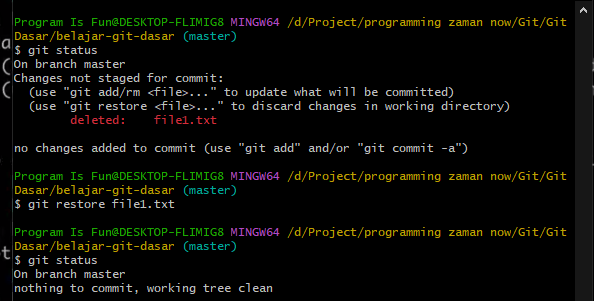 Program Is Fun@DESKTOP-FLIMIG8 MINGW64 /d/Project/programming zaman now/Git/Git
Dasar/belajar-git-dasar (master)
$ git status
On branch master
Changes not staged for commit:
  (use "git add/rm <file>..." to update what will be committed)
  (use "git restore <file>..." to discard changes in working directory)
        deleted:    file1.txt

no changes added to commit (use "git add" and/or "git commit -a")

Program Is Fun@DESKTOP-FLIMIG8 MINGW64 /d/Project/programming zaman now/Git/Git
Dasar/belajar-git-dasar (master)
$ git restore file1.txt

Program Is Fun@DESKTOP-FLIMIG8 MINGW64 /d/Project/programming zaman now/Git/Git
Dasar/belajar-git-dasar (master)
$ git status
On branch master
nothing to commit, working tree clean